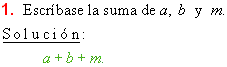 1. Escríbase la suma de a, b y m.
Solución:
a + b + m.